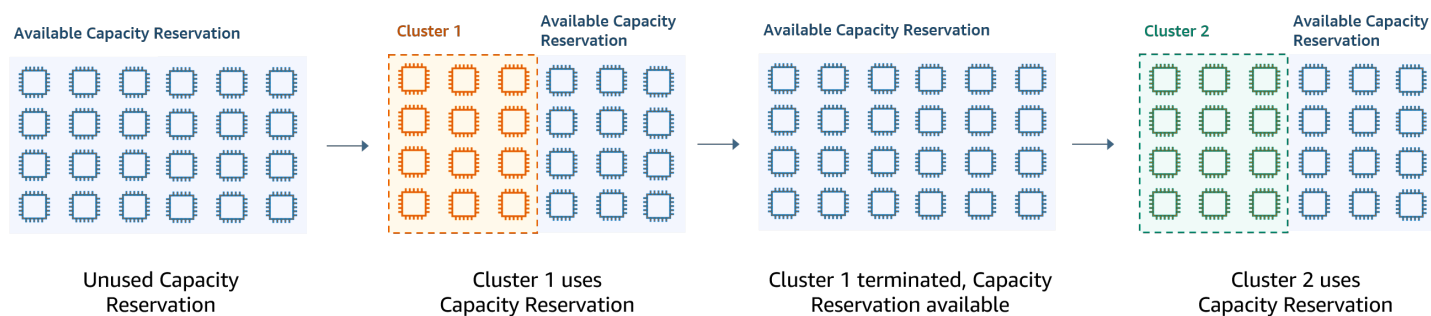 Available Capacity Reservation
Cluster 1
Available Capacity
Reservation
Available Capacity Reservation
Cluster 2
Available Capacity
Reservation
Unused Capacity
Reservation
Cluster 1 uses
Capacity Reservation
Cluster 1 terminated, Capacity
Reservation available
Cluster 2 uses
Capacity Reservation